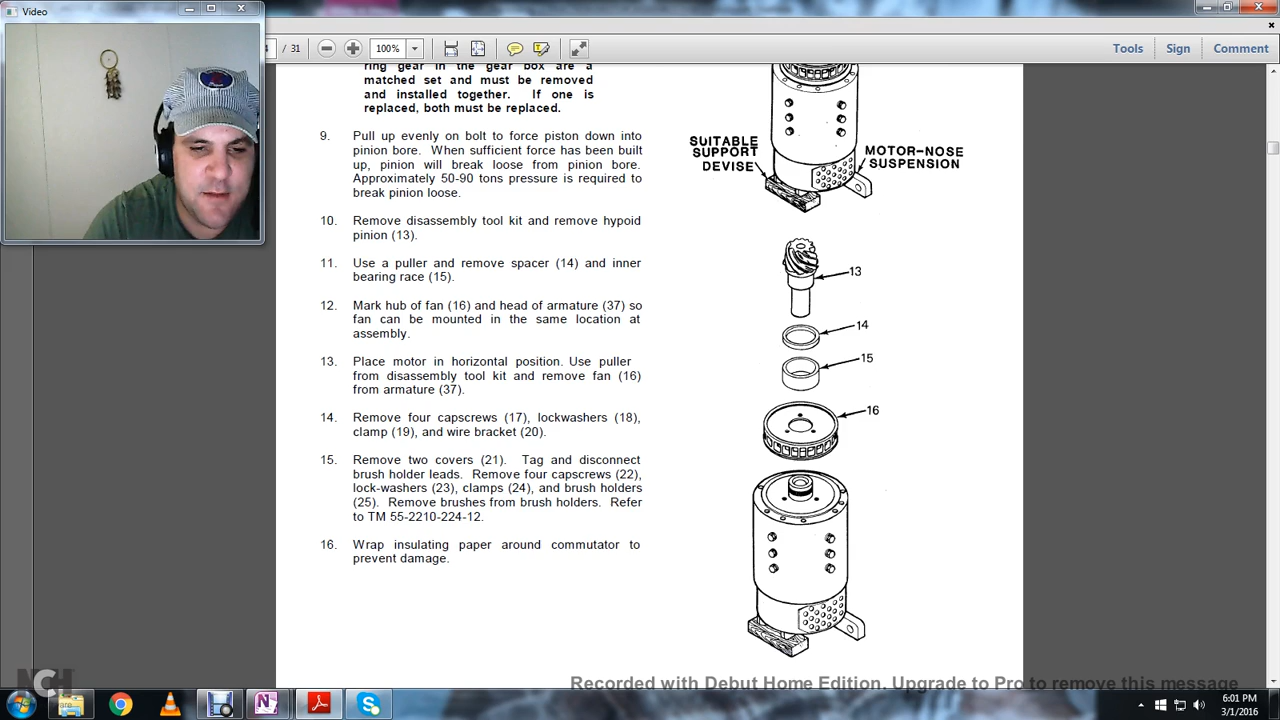 Video
/ 31
100%
Tools
Sign
Comment
ring gear in the gear box are a
matched set and must be removed
and installed together. If one is
replaced, both must be replaced.
9. Pull up evenly on bolt to force piston down into
pinion bore. When sufficient force has been built
up, pinion will break loose from pinion bore.
Approximately 50-90 tons pressure is required to
break pinion loose.
10. Remove disassembly tool kit and remove hypoid
pinion (13).
11. Use a puller and remove spacer (14) and inner
bearing race (15).
12. Mark hub of fan (16) and head of armature (37) so
fan can be mounted in the same location at
assembly.
13. Place motor in horizontal position. Use puller
from disassembly tool kit and remove fan (16)
from armature (37).
14. Remove four capscrews (17), lockwashers (18),
clamp (19), and wire bracket (20).
15. Remove two covers (21). Tag and disconnect
brush holder leads. Remove four capscrews (22),
lock-washers (23), clamps (24), and brush holders
(25). Remove brushes from brush holders. Refer
to TM 55-2210-224-12.
16. Wrap insulating paper around commutator to
prevent damage.
SUITABLE
SUPPORT
DEVISE
MOTOR-NOSE
SUSPENSION
13
14
15
16
NCH
Recorded with Debut Home Edition. Upgrade to Pro to remove this message
6:01 PM
3/1/2016